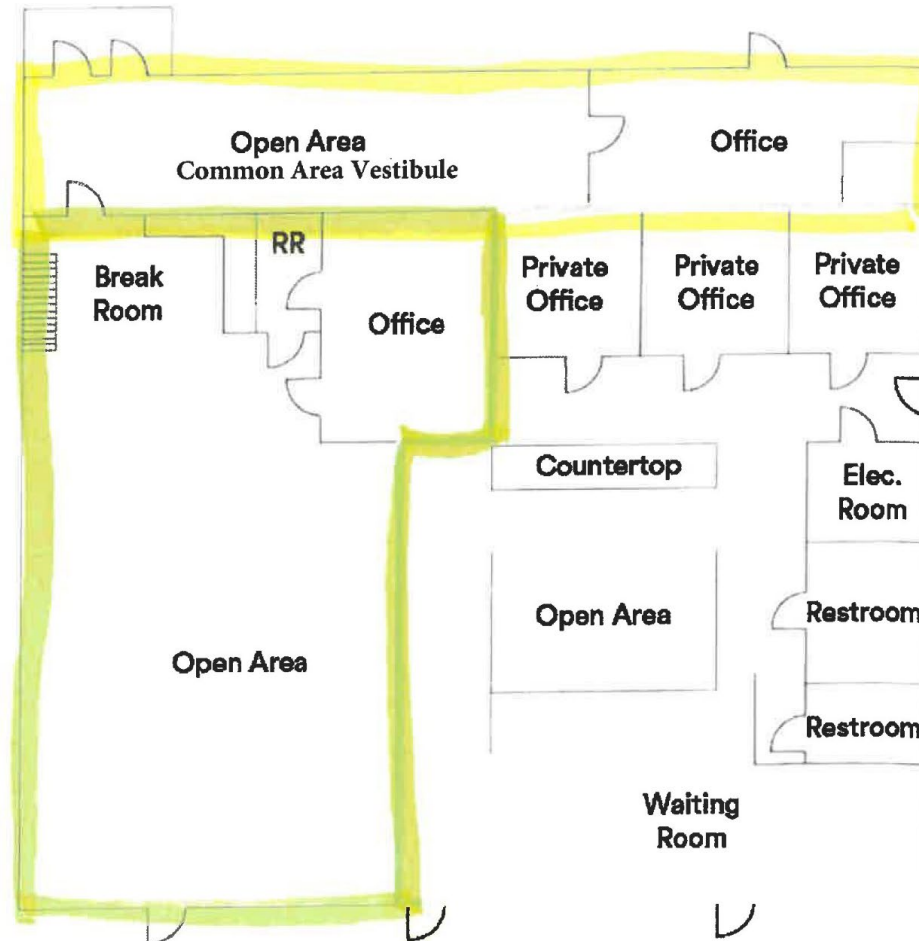 Open Area
Common Area Vestibule
Office
RR
Break
Room
Office
Private
Office
Private
Office
Private
Office
Countertop
Elec.
Room
Open Area
Restroom
Open Area
Restroom
Waiting
Room